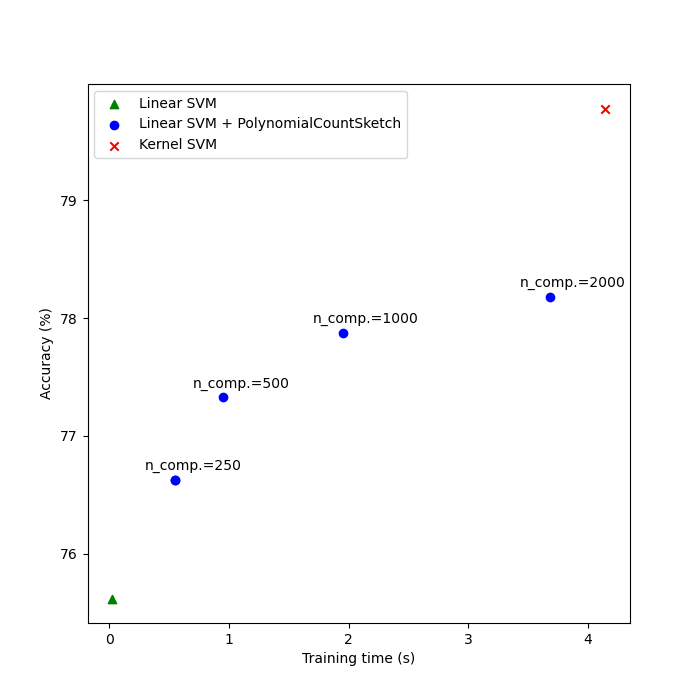 Linear SVM
Linear SVM + PolynomialCountSketch
Kernel SVM
79
78
77
76
Accuracy (%)
n_comp.=2000
n_comp.=1000
n_comp.=500
n_comp.=250
0 1 2 3 4
Training time (s)